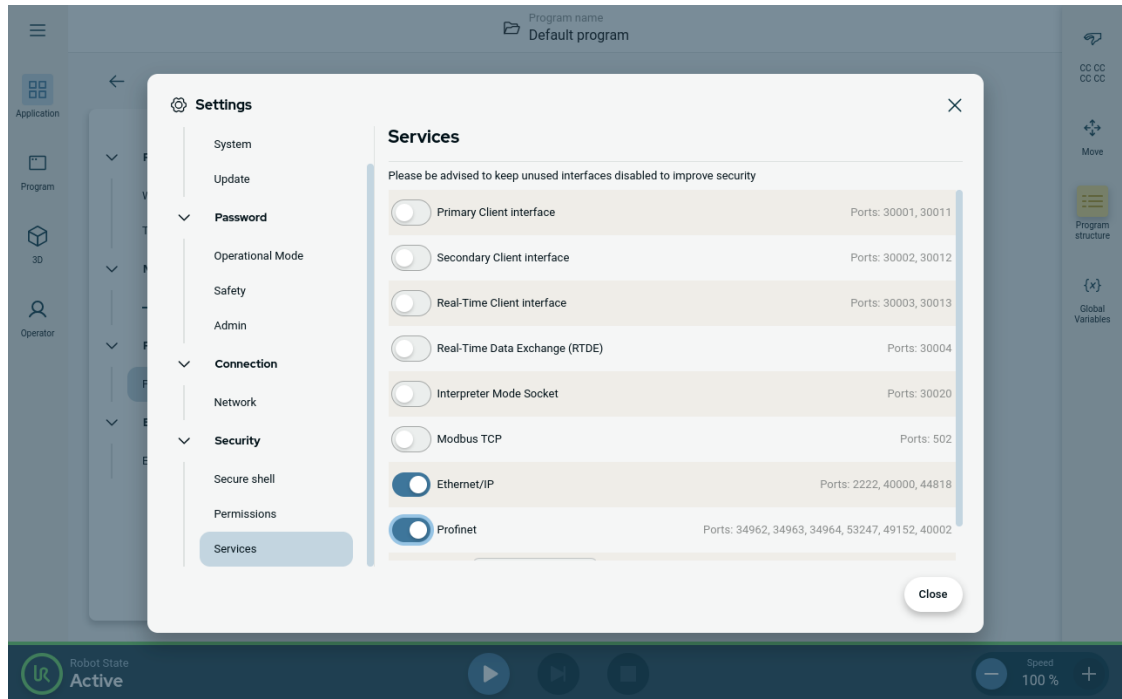 Program name
Default program
Application
Program
3D
Operator
Settings
System
Update
Password
Operational Mode
Safety
Admin
Connection
Network
Security
Secure shell
Permissions
Services
Services
Please be advised to keep unused interfaces disabled to improve security
Primary Client interface Ports: 30001, 30011
Secondary Client interface Ports: 30002, 30012
Real-Time Client interface Ports: 30003, 30013
Real-Time Data Exchange (RTDE) Ports: 30004
Interpreter Mode Socket Ports: 30020
Modbus TCP Ports: 502
Ethernet/IP Ports: 2222, 40000, 44818
Profinet Ports: 34962, 34963, 34964, 53247, 49152, 40002
Close
CC CC
CC CC
Move
Program
structure
{x}
Global
Variables
UR
Robot State
Active
Speed
100 %